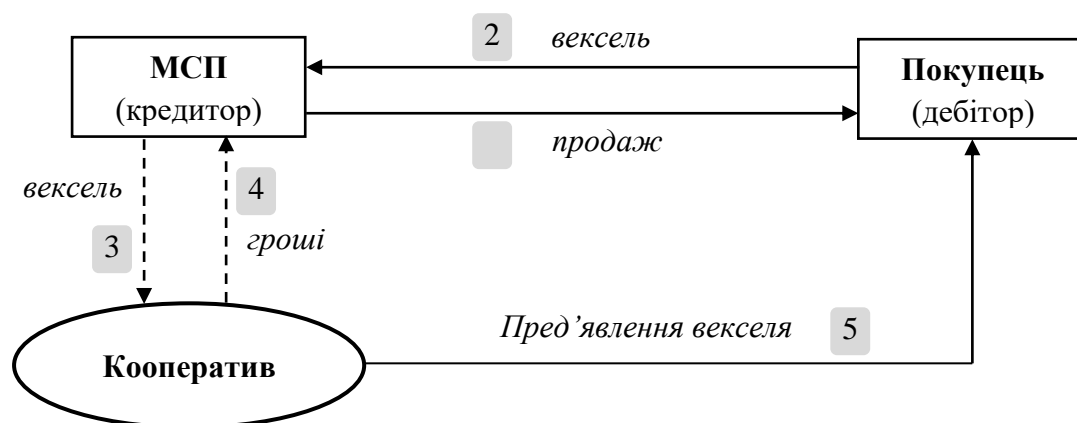 2 вексель
МСП
(кредитор)
Покупець
(дебітор)
продаж
вексель
4
3
гроші
Пред’явлення векселя 5
Кооператив